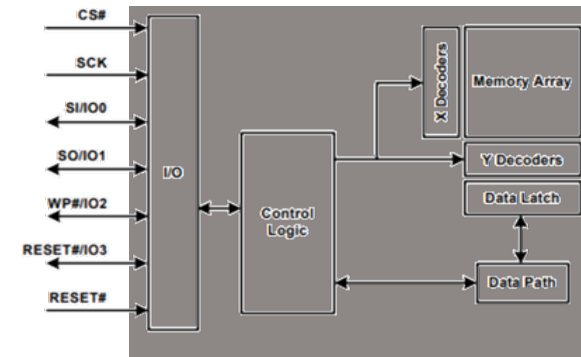 CS#
SCK
SI/IO0
SO/IO1
WP#/IO2
RESET#/IO3
RESET#
I/O
Control
Logic
X Decoders
Memory Array
Y Decoders
Data Latch
Data Path